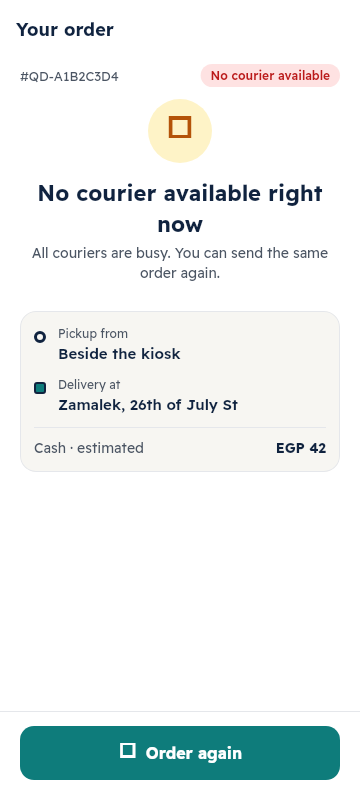 Your order
#QD-A1B2C3D4
No courier available
No courier available right
now
All couriers are busy. You can send the same
order again.
Pickup from
Beside the kiosk
Delivery at
Zamalek, 26th of July St
Cash · estimated
EGP 42
Order again